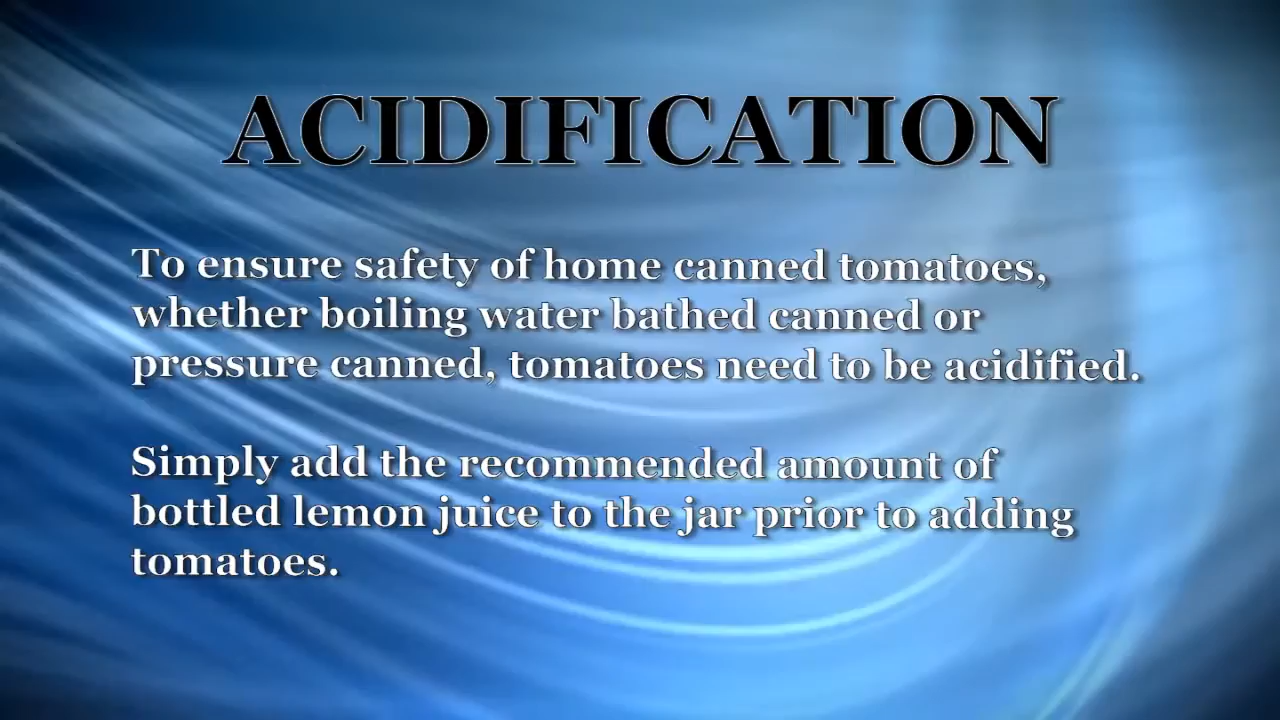 ACIDIFICATION
To ensure safety of home canned tomatoes,
whether boiling water bathed canned or
pressure canned, tomatoes need to be acidified.
Simply add the recommended amount of
bottled lemon juice to the jar prior to adding
tomatoes.